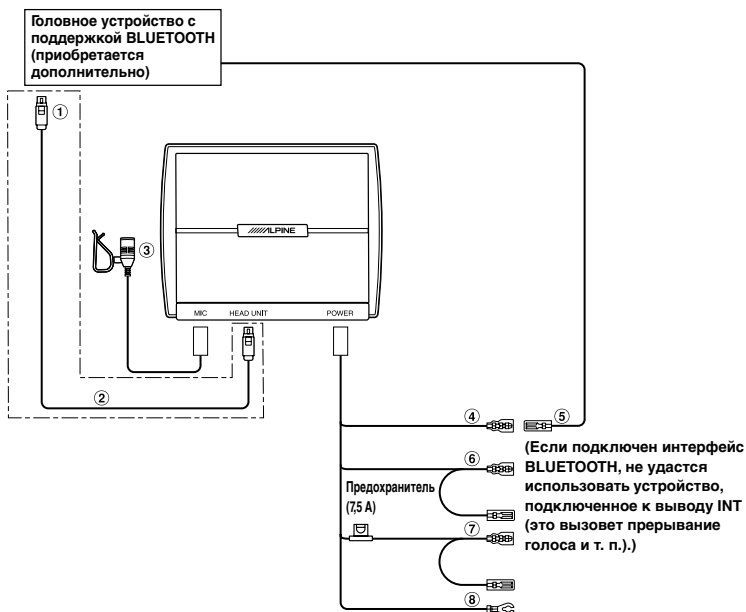 Головное устройство с
поддержкой BLUETOOTH
(приобретается
дополнительно)
①
③
/////ALPINE
MIC HEAD UNIT POWER
②
④ ⑤
(Если подключен интерфейс
BLUETOOTH, не удастся
использовать устройство,
подключенное к выводу INT
(это вызовет прерывание
голоса и т. п.).)
⑥
Предохранитель
(7,5 А)
⑦
⑧